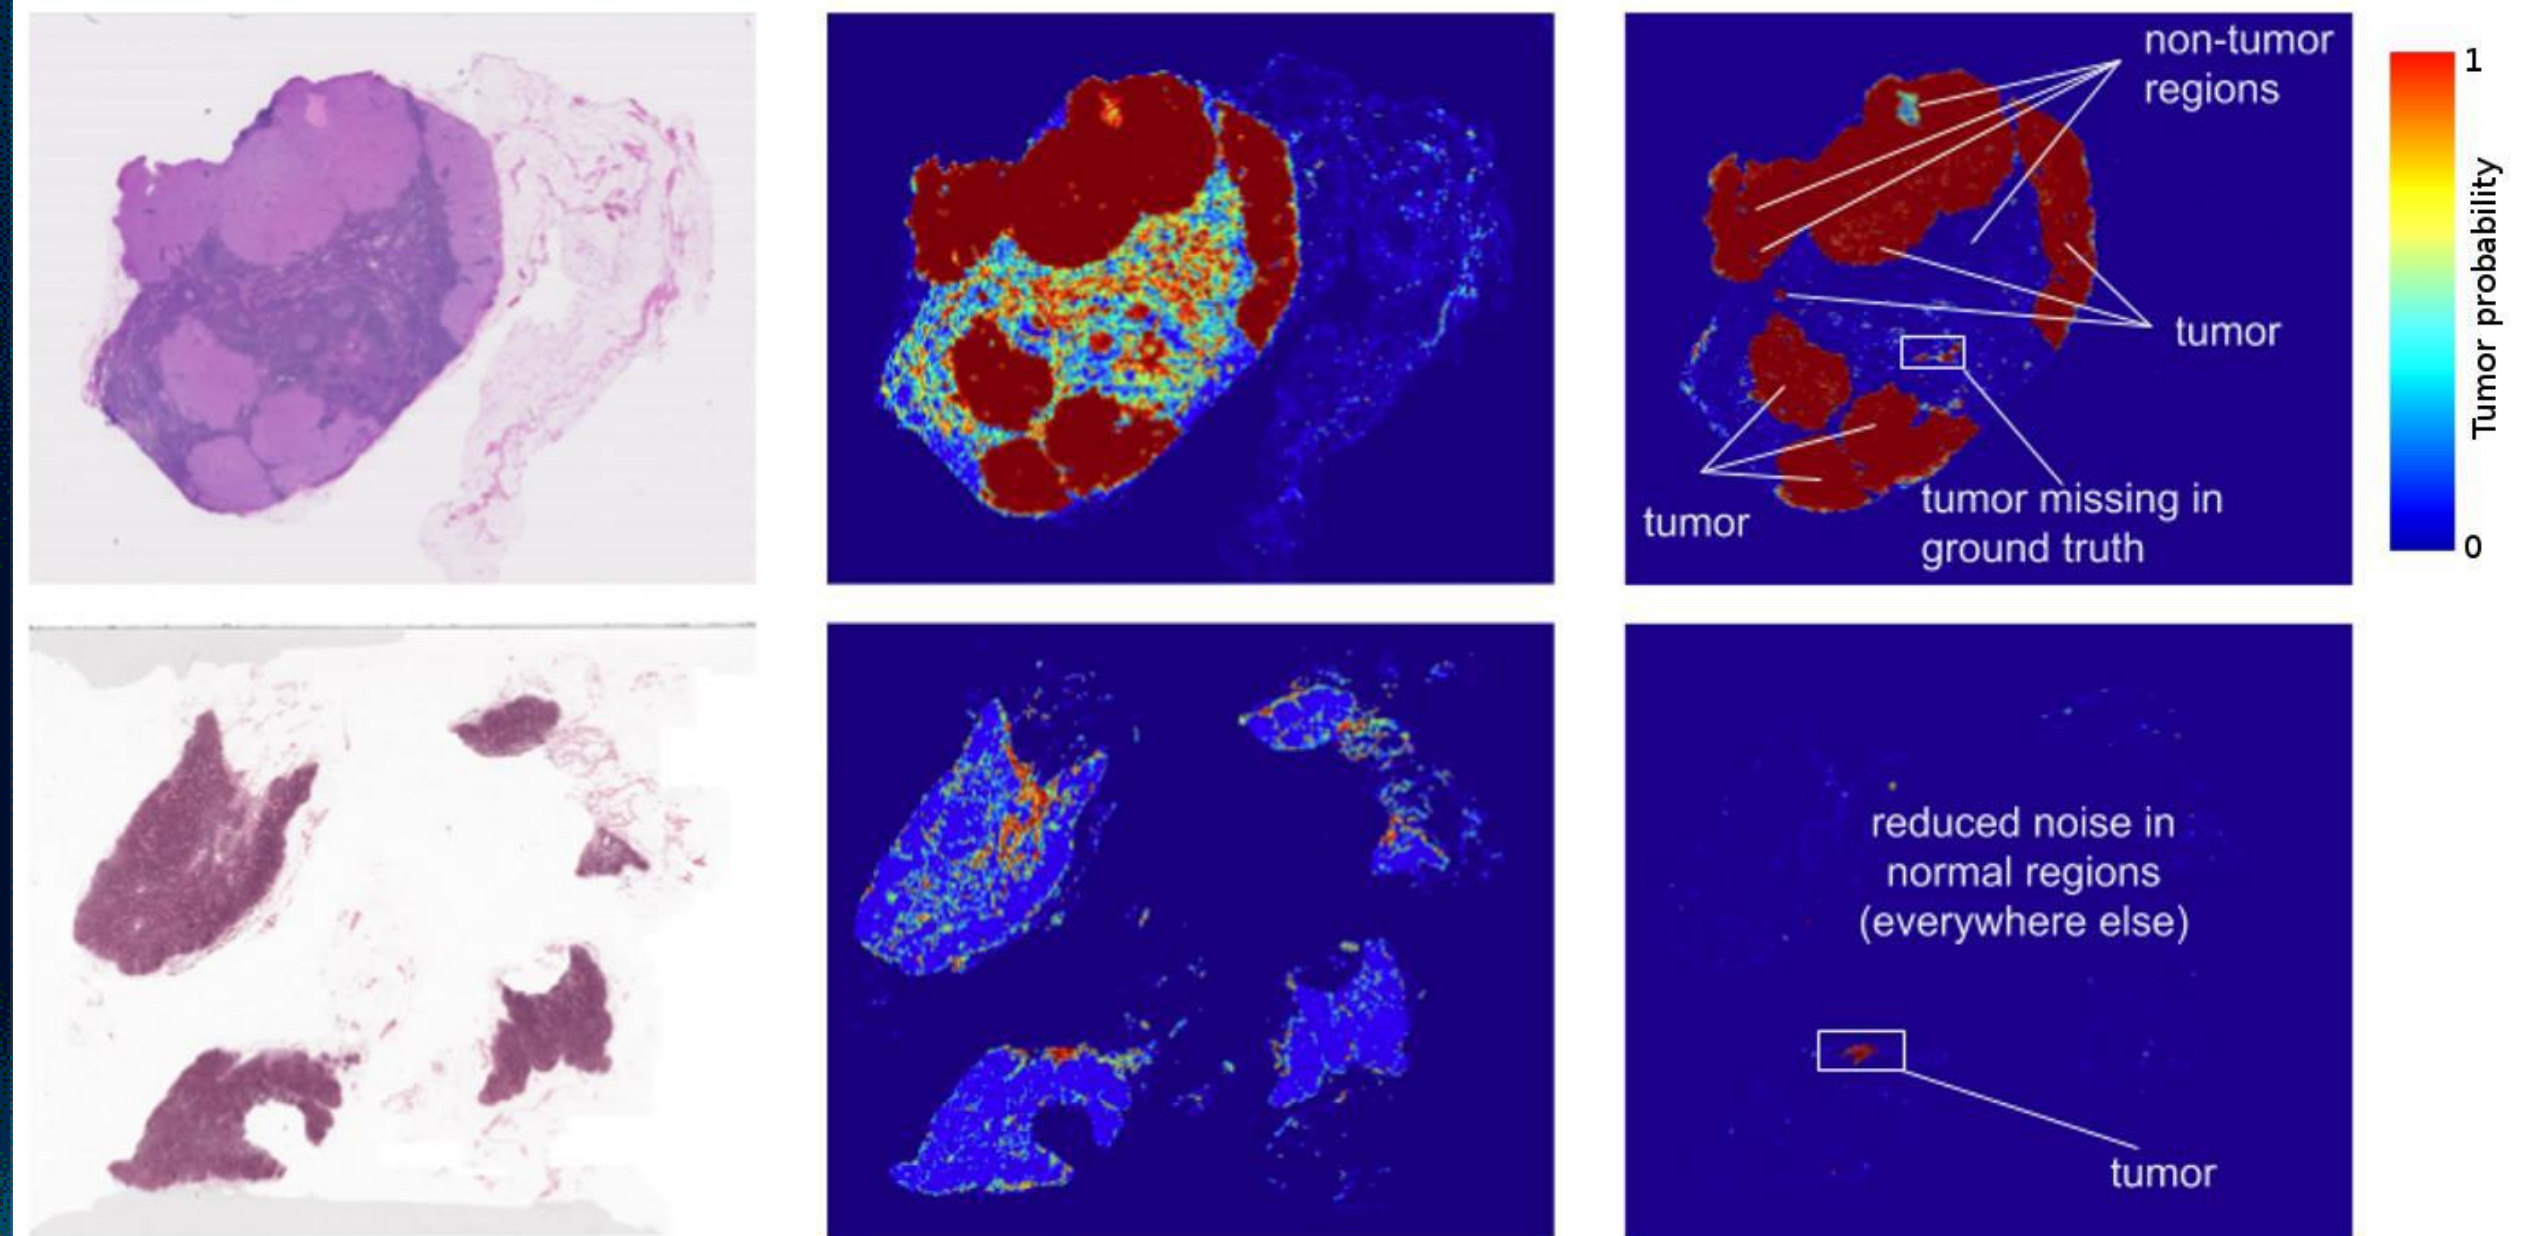 non-tumor
regions
tumor
tumor
tumor missing in
ground truth
1
Tumor probability
0
reduced noise in
normal regions
(everywhere else)
tumor